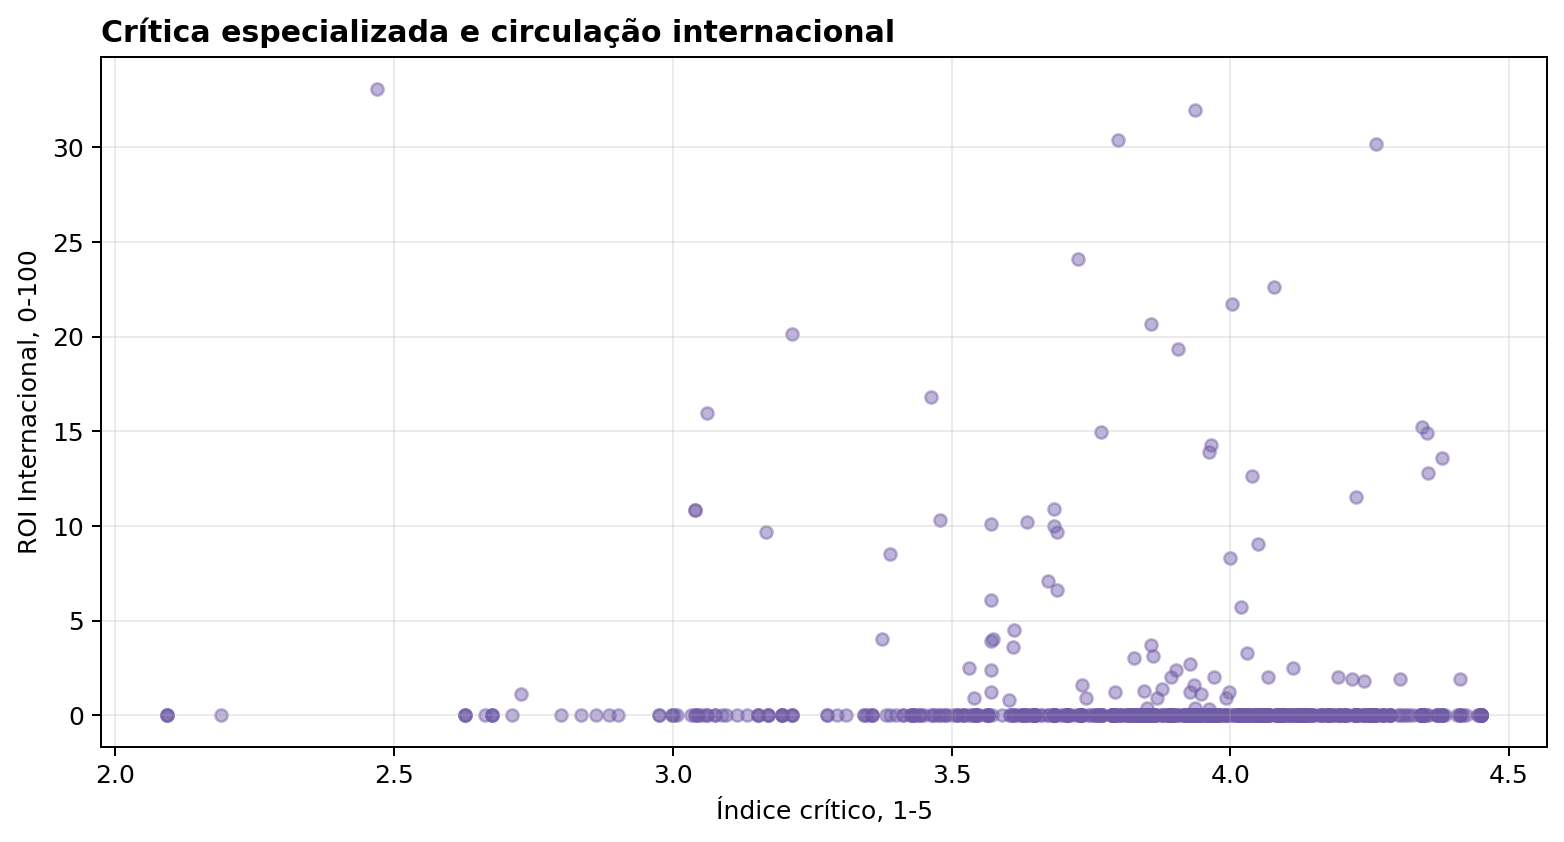 Crítica especializada e circulação internacional
30
25
20
15
10
5
0
ROI Internacional, 0-100
2.0 2.5 3.0 3.5 4.0 4.5
Índice crítico, 1-5